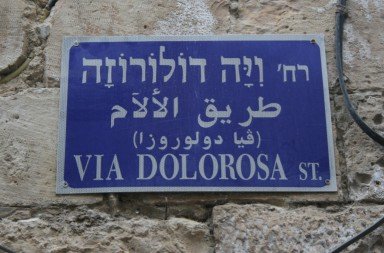 רח׳ וִיָּה דוֹלוֹרוֹזָה
طريق الآلام
(ڤيا دولوروزا)
VIA DOLOROSA ST.